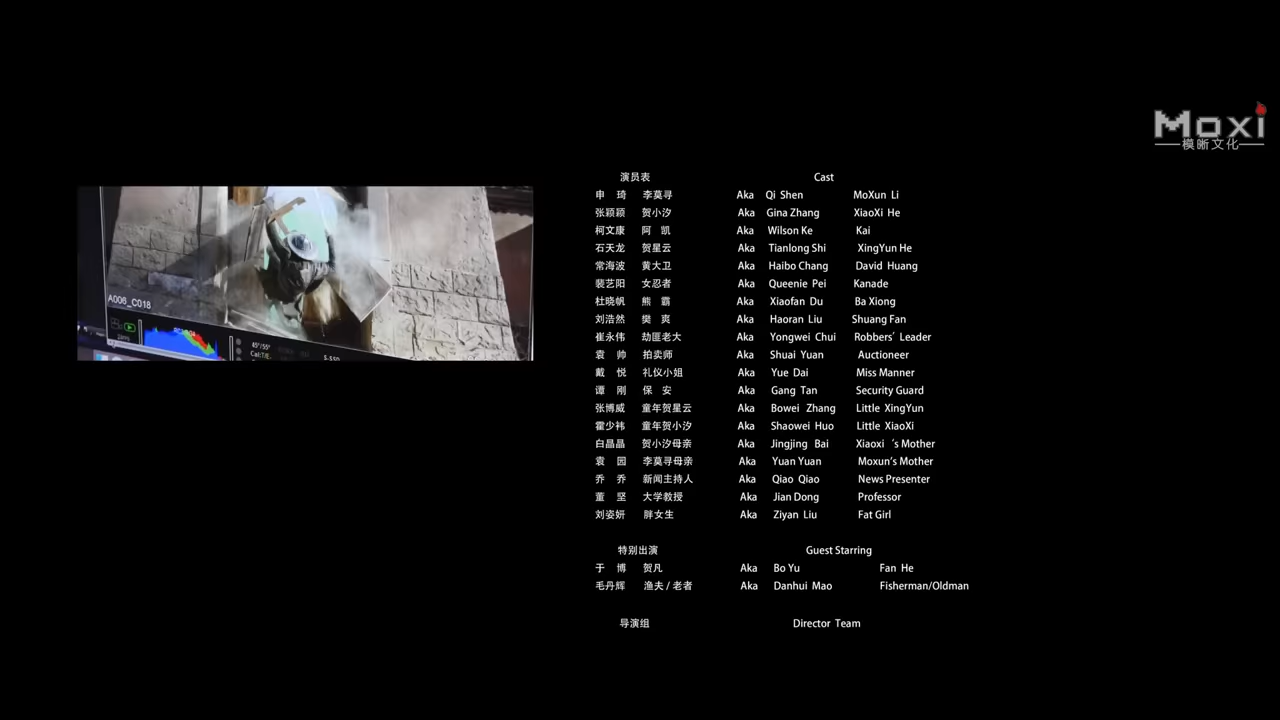 Moxi
模晰文化
演员表 Cast
申 琦 李莫寻 Aka Qi Shen MoXun Li
张颖颖 贺小汐 Aka Gina Zhang XiaoXi He
柯文康 阿 凯 Aka Wilson Ke Kai
石天龙 贺星云 Aka Tianlong Shi XingYun He
常海波 黄大卫 Aka Haibo Chang David Huang
裴艺阳 女忍者 Aka Queenie Pei Kanade
杜晓帆 熊 霸 Aka Xiaofan Du Ba Xiong
刘浩然 樊 爽 Aka Haoran Liu Shuang Fan
崔永伟 劫匪老大 Aka Yongwei Chui Robbers' Leader
袁 帅 拍卖师 Aka Shuai Yuan Auctioneer
戴 悦 礼仪小姐 Aka Yue Dai Miss Manner
谭 刚 保 安 Aka Gang Tan Security Guard
张博威 童年贺星云 Aka Bowei Zhang Little XingYun
霍少祎 童年贺小汐 Aka Shaowei Huo Little XiaoXi
白晶晶 贺小汐母亲 Aka Jingjing Bai Xiaoxi 's Mother
袁 园 李莫寻母亲 Aka Yuan Yuan Moxun's Mother
乔 乔 新闻主持人 Aka Qiao Qiao News Presenter
董 坚 大学教授 Aka Jian Dong Professor
刘姿妍 胖女生 Aka Ziyan Liu Fat Girl
特别出演 Guest Starring
于 博 贺凡 Aka Bo Yu Fan He
毛丹辉 渔夫 / 老者 Aka Danhui Mao Fisherman/Oldman
导演组 Director Team
A006_C018